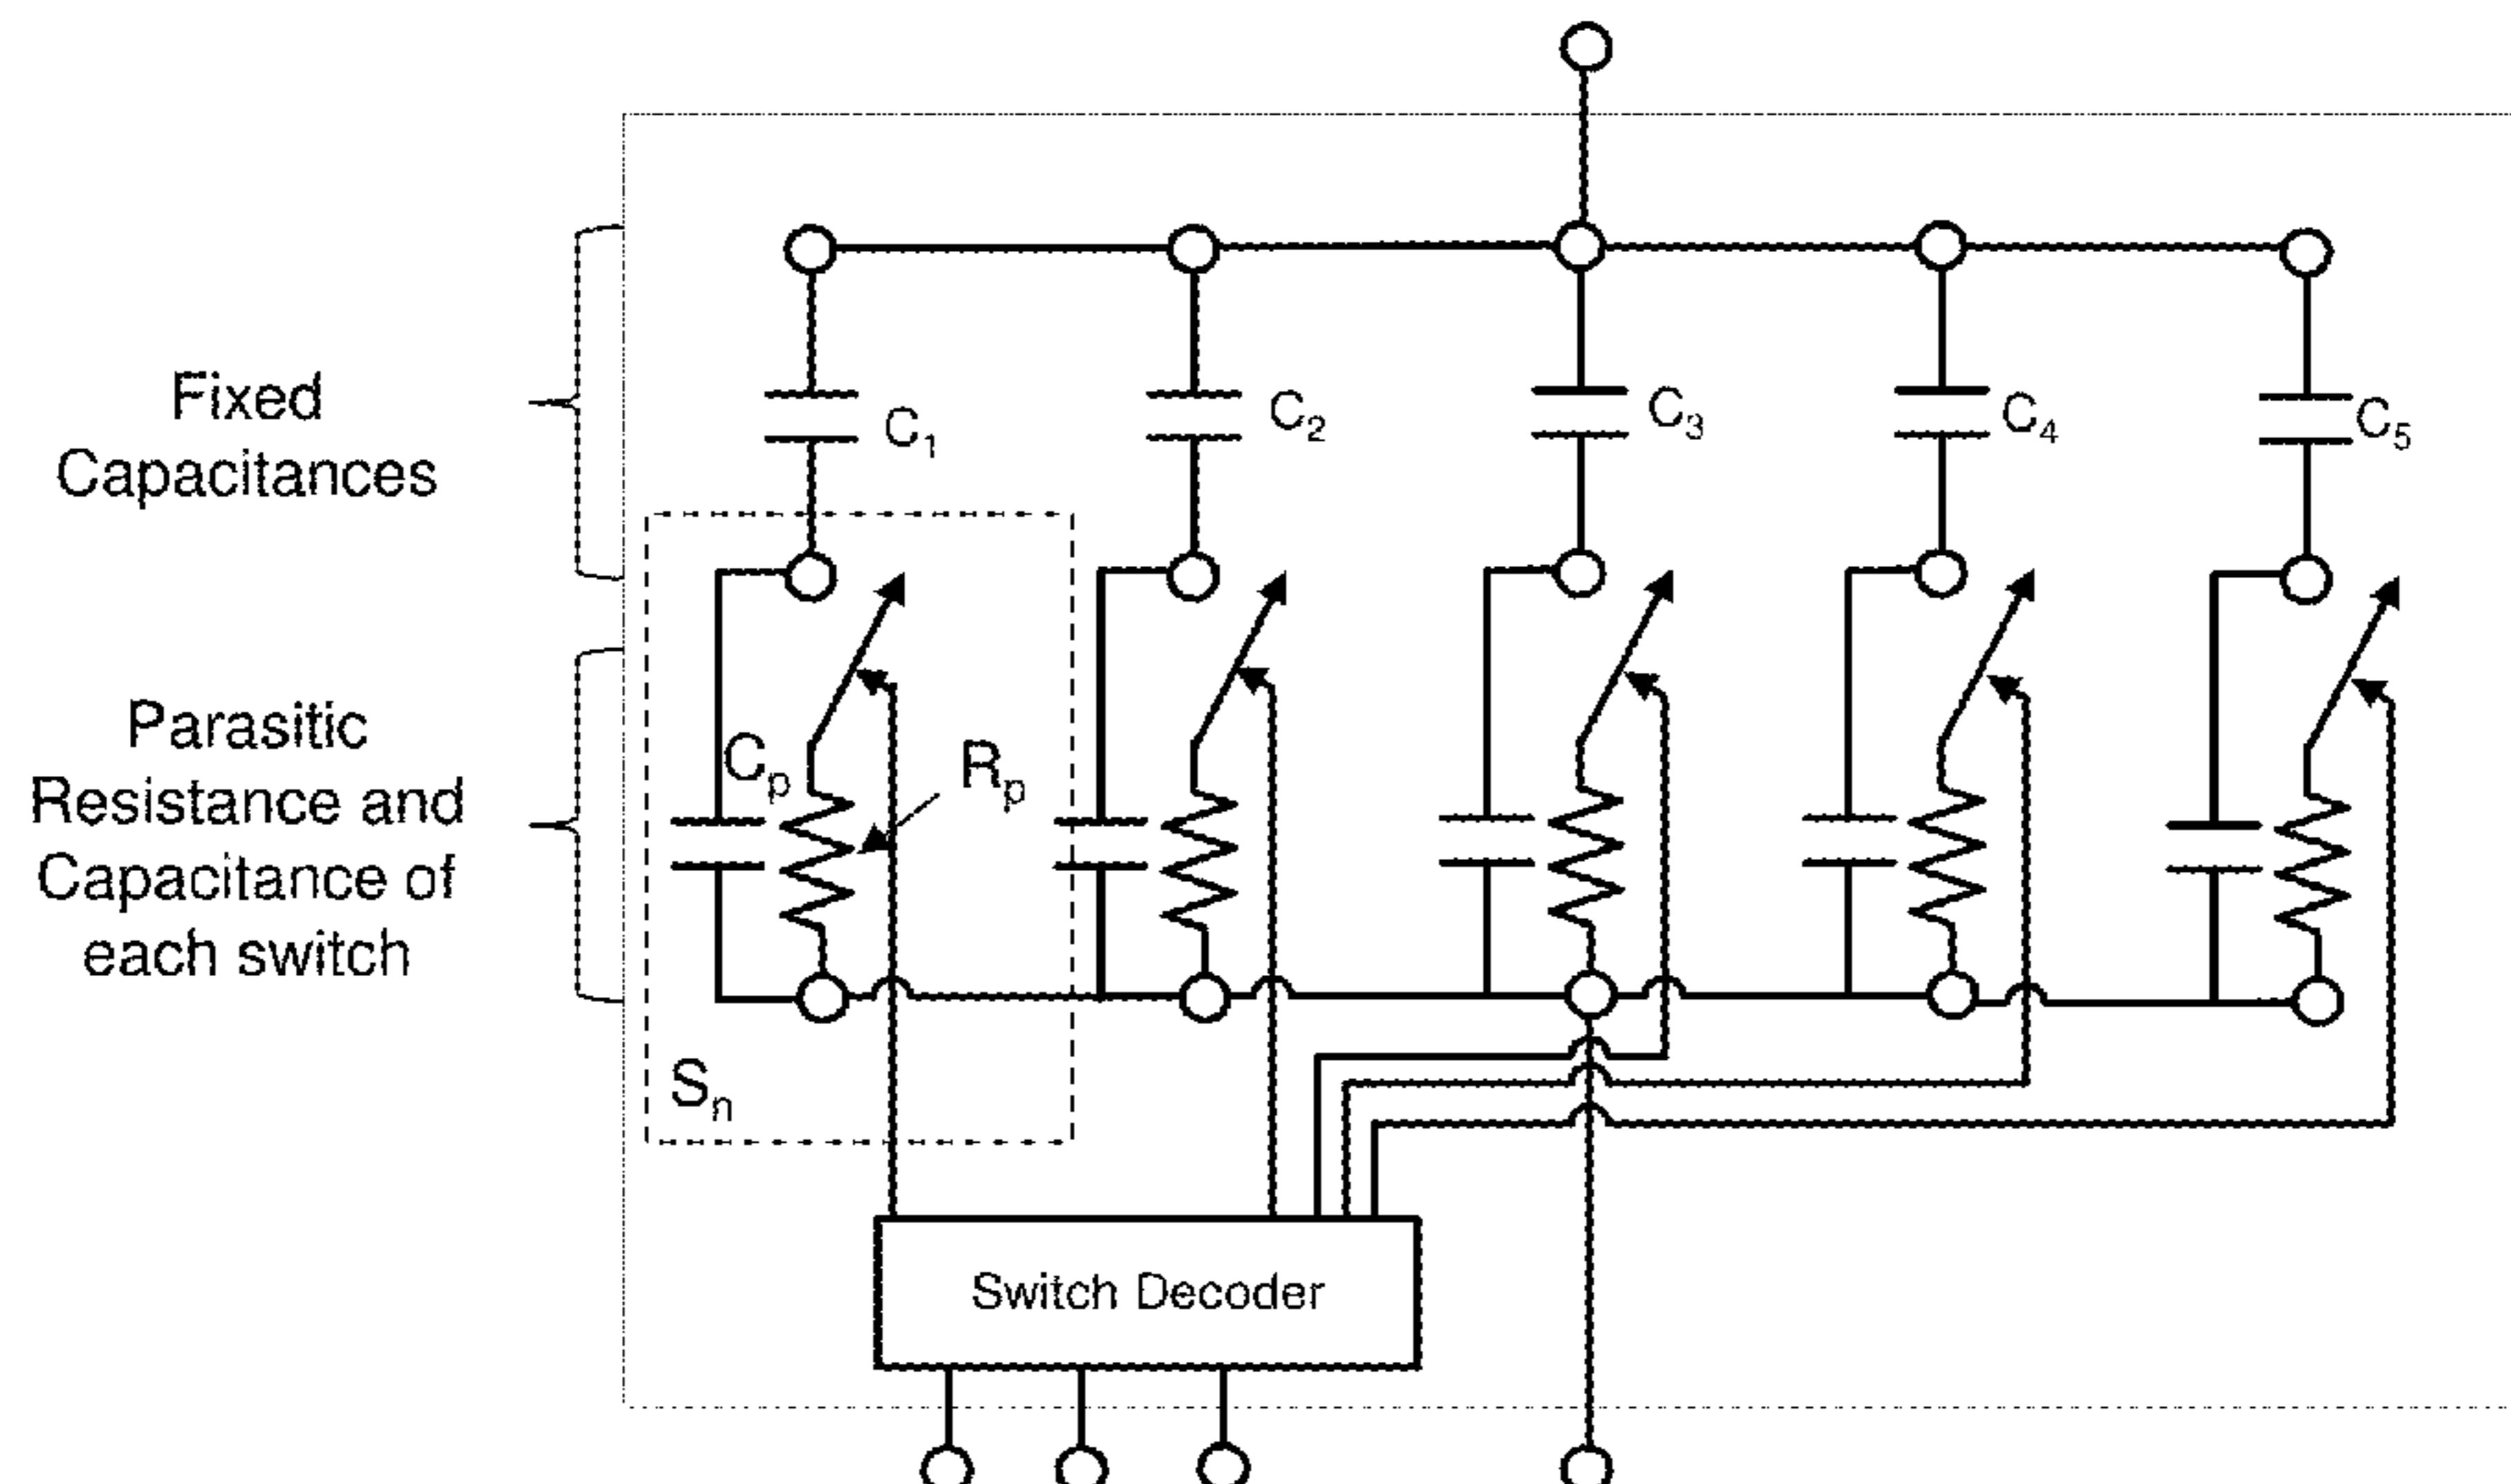 Fixed
Capacitances
C₁
C₂
C₃
C₄
C₅
Parasitic
Resistance and
Capacitance of
each switch
Cₚ
Rₚ
Sₙ
Switch Decoder